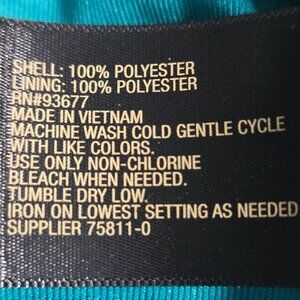 SHELL: 100% POLYESTER
LINING: 100% POLYESTER
RN#93677
MADE IN VIETNAM
MACHINE WASH COLD GENTLE CYCLE
WITH LIKE COLORS.
USE ONLY NON-CHLORINE
BLEACH WHEN NEEDED.
TUMBLE DRY LOW.
IRON ON LOWEST SETTING AS NEEDED
SUPPLIER 75811-0